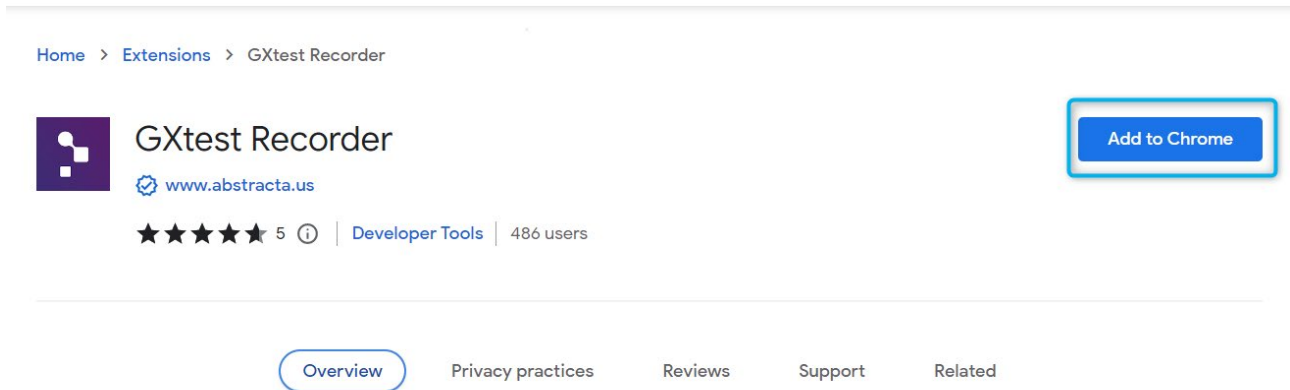 Home > Extensions > GXtest Recorder
GXtest Recorder
Add to Chrome
www.abstracta.us
5 Developer Tools 486 users
Overview Privacy practices Reviews Support Related